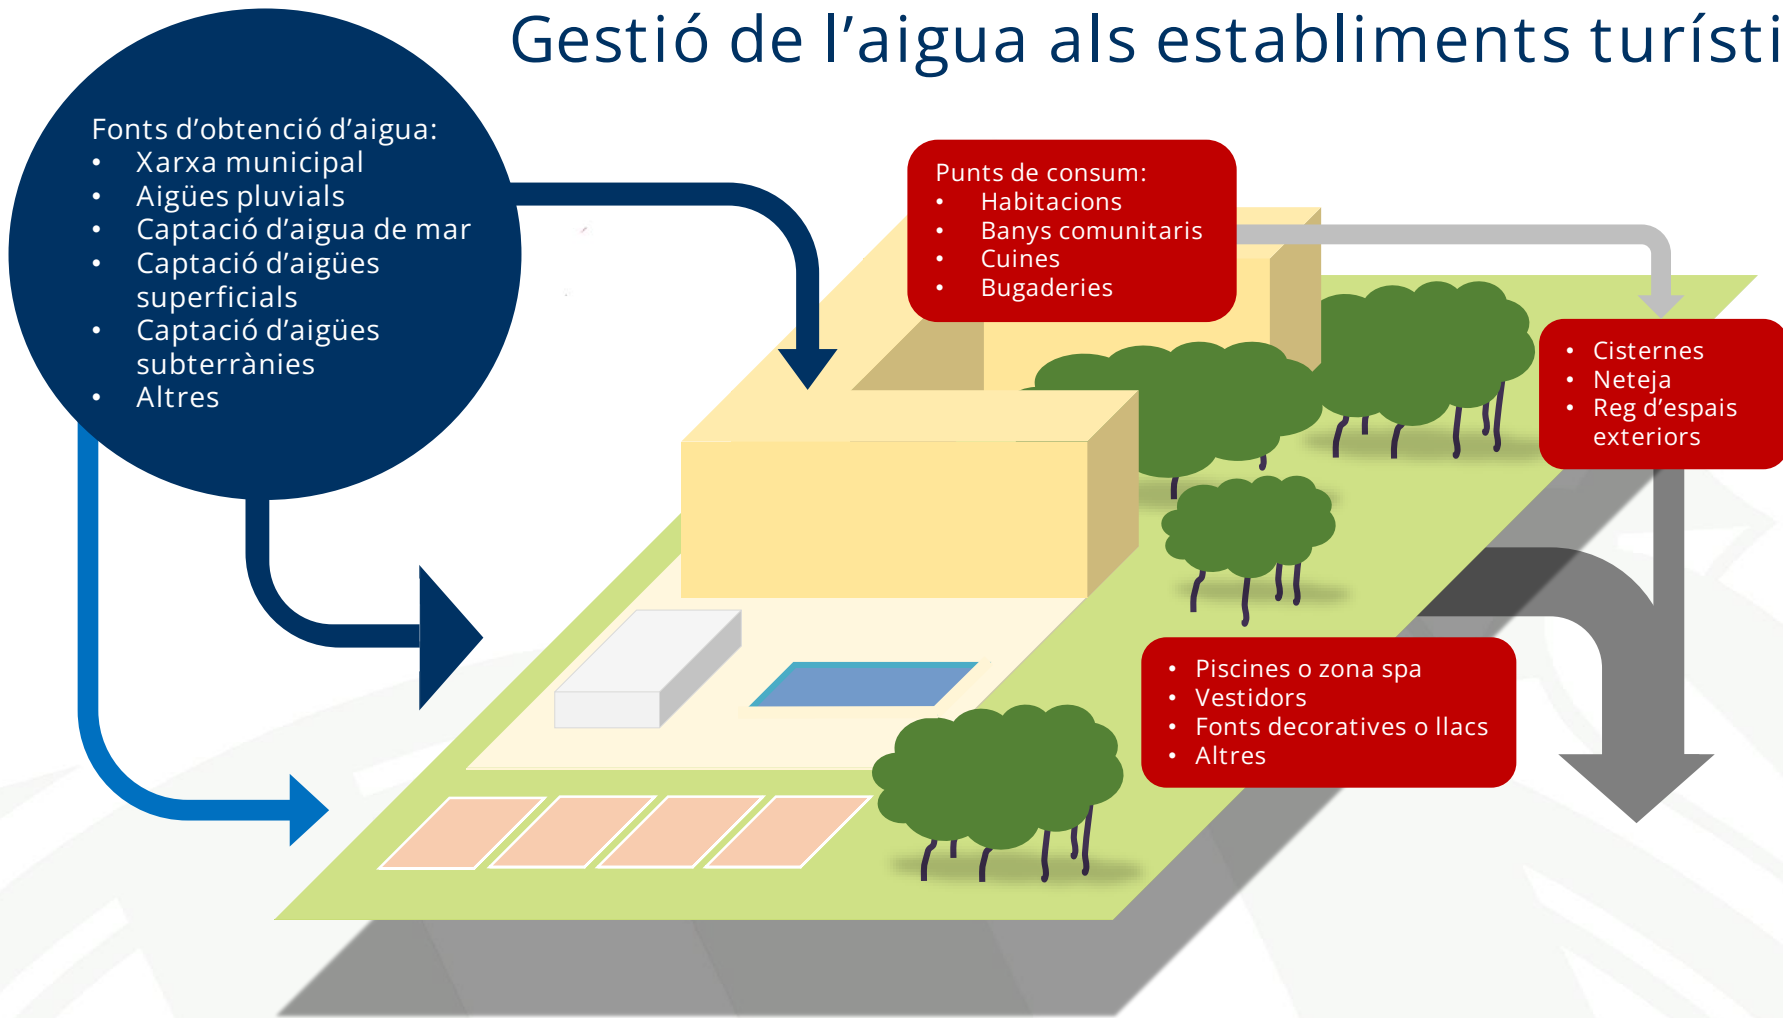 Gestió de l'aigua als establiments turísti
Fonts d'obtenció d'aigua:
• Xarxa municipal
• Aigües pluvials
• Captació d'aigua de mar
• Captació d'aigües
superficials
• Captació d'aigües
subterrànies
• Altres
Punts de consum:
• Habitacions
• Banys comunitaris
• Cuines
• Bugaderies
• Cisternes
• Neteja
• Reg d'espais
exteriors
• Piscines o zona spa
• Vestidors
• Fonts decoratives o llacs
• Altres